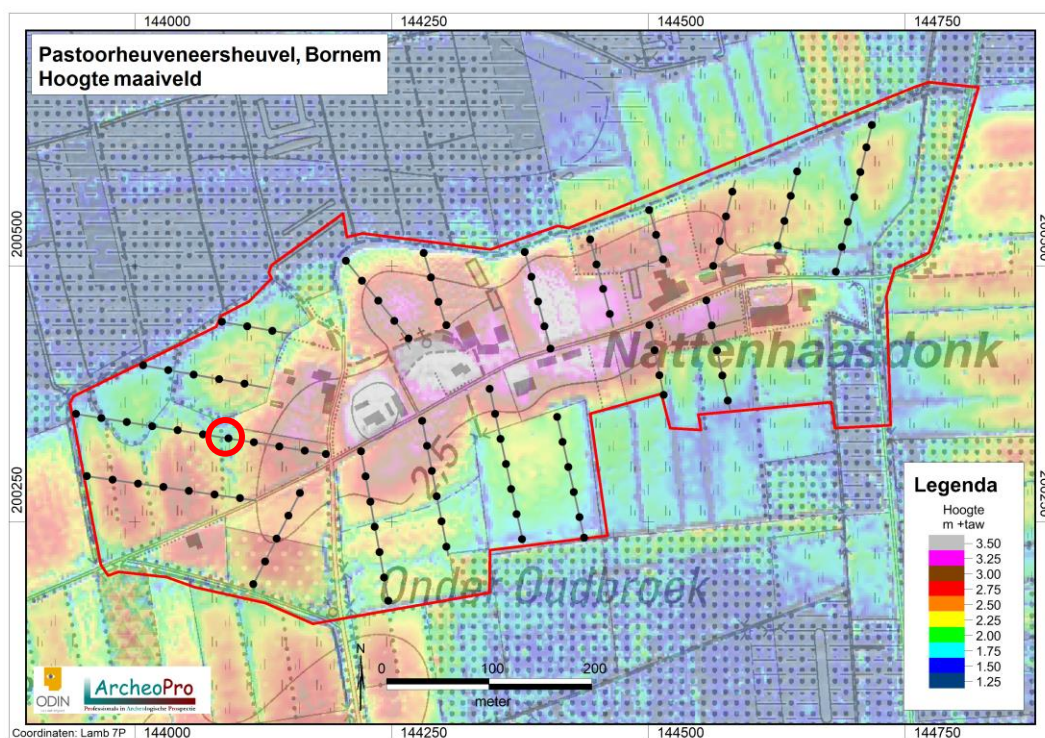 144000 144250 144500 144750
Pastoorheuveneersheuvel, Bornem
Hoogte maaiveld
200500 200500
Nattenhaasdonk
2.5
200250 200250
Onder Oudbroek
Legenda
Hoogte
m +taw
3.50
3.25
3.00
2.75
2.50
2.25
2.00
1.75
1.50
1.25
N
0 100 200
meter
ODIN
ArcheoPro
Professionals in Archeologische Prospectie
144000 144250 144500 144750
Coordinaten: Lamb 7P